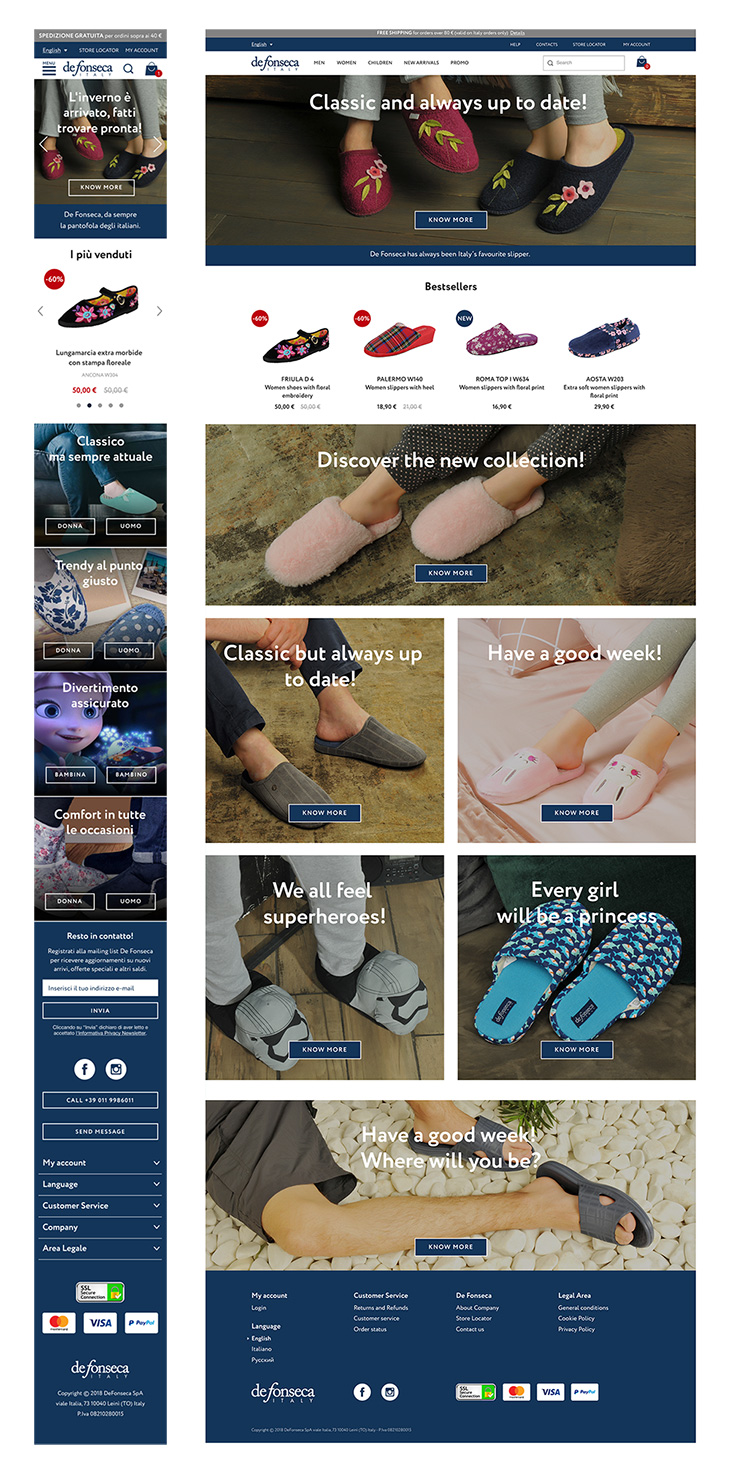 SPEDIZIONE GRATUITA per ordini sopra ai 40 €
English
STORE LOCATOR
MY ACCOUNT
MENU
defonseca
ITALY
1
L'inverno è
arrivato, fatti
trovare pronta!
KNOW MORE
De Fonseca, da sempre
la pantofola degli italiani.
I più venduti
-60%
Lungamarcia extra morbide
con stampa floreale
ANCONA W304
50,00 € 50,00 €
Classico
ma sempre attuale
DONNA
UOMO
Trendy al punto
giusto
DONNA
UOMO
Divertimento
assicurato
BAMBINA
BAMBINO
Comfort in tutte
le occasioni
DONNA
UOMO
Resto in contatto!
Registrati alla mailing list De Fonseca
per ricevere aggiornamenti su nuovi
arrivi, offerte speciali e altri saldi.
Inserisci il tuo indirizzo e-mail
INVIA
Cliccando su "Invia" dichiaro di aver letto e
accettato l'Informativa Privacy Newsletter.
CALL +39 011 9986011
SEND MESSAGE
My account
Language
Customer Service
Company
Area Legale
SSL
Secure
Connection
mastercard
VISA
PayPal
defonseca
ITALY
Copyright © 2018 DeFonseca SpA
viale Italia, 73 10040 Leinì (TO) Italy
P.Iva 08210280015
FREE SHIPPING for orders over 80 € (valid on Italy orders only) Details
English
HELP
CONTACTS
STORE LOCATOR
MY ACCOUNT
defonseca
ITALY
MEN
WOMEN
CHILDREN
NEW ARRIVALS
PROMO
Search
Classic and always up to date!
KNOW MORE
De Fonseca has always been Italy's favourite slipper.
Bestsellers
-60%
-60%
NEW
FRIULA D 4
Women shoes with floral
embroidery
50,00 € 50,00 €
PALERMO W140
Women slippers with heel
18,90 € 21,00 €
ROMA TOP I W634
Women slippers with floral print
16,90 €
AOSTA W203
Extra soft women slippers with
floral print
29,90 €
Discover the new collection!
KNOW MORE
Classic but always up
to date!
KNOW MORE
Have a good week!
KNOW MORE
We all feel
superheroes!
KNOW MORE
Every girl
will be a princess
defonseca
defonseca
KNOW MORE
Have a good week!
Where will you be?
KNOW MORE
My account
Login
Language
English
Italiano
Русский
Customer Service
Returns and Refunds
Customer service
Order status
De Fonseca
About Company
Store Locator
Contact us
Legal Area
General conditions
Cookie Policy
Privacy Policy
defonseca
ITALY
SSL
Secure
Connection
mastercard
VISA
PayPal
Copyright © 2018 DeFonseca SpA viale Italia, 73 10040 Leinì (TO) Italy - P.Iva 08210280015